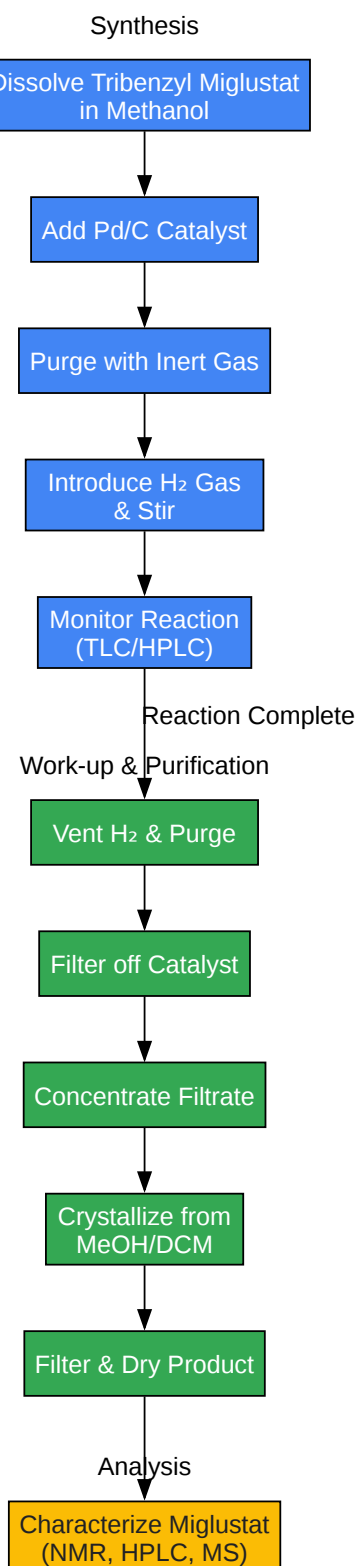 Synthesis
Dissolve Tribenzyl Miglustat
in Methanol
Add Pd/C Catalyst
Purge with Inert Gas
Introduce H₂ Gas
& Stir
Monitor Reaction
(TLC/HPLC)
Reaction Complete
Work-up & Purification
Vent H₂ & Purge
Filter off Catalyst
Concentrate Filtrate
Crystallize from
MeOH/DCM
Filter & Dry Product
Analysis
Characterize Miglustat
(NMR, HPLC, MS)